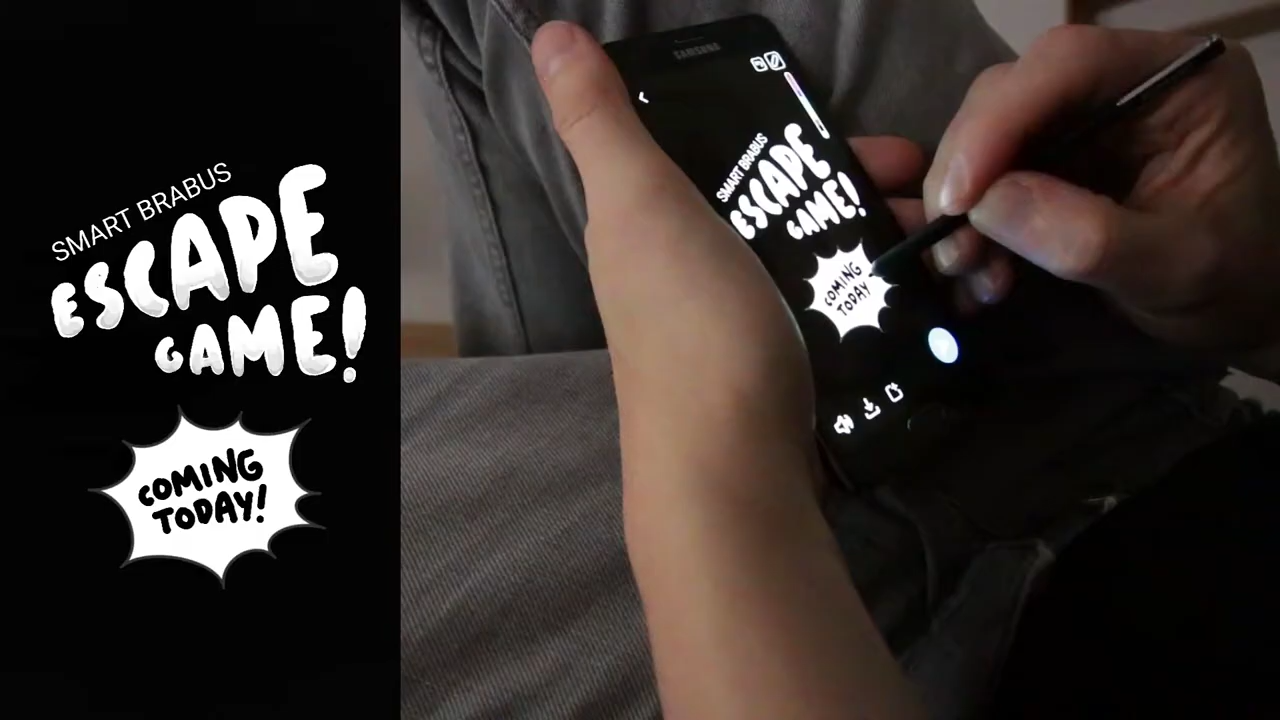 SMART BRABUS
ESCAPE
GAME!
COMING
TODAY!
SAMSUNG
SMART BRABUS
ESCAPE
GAME!
COMING
TODAY